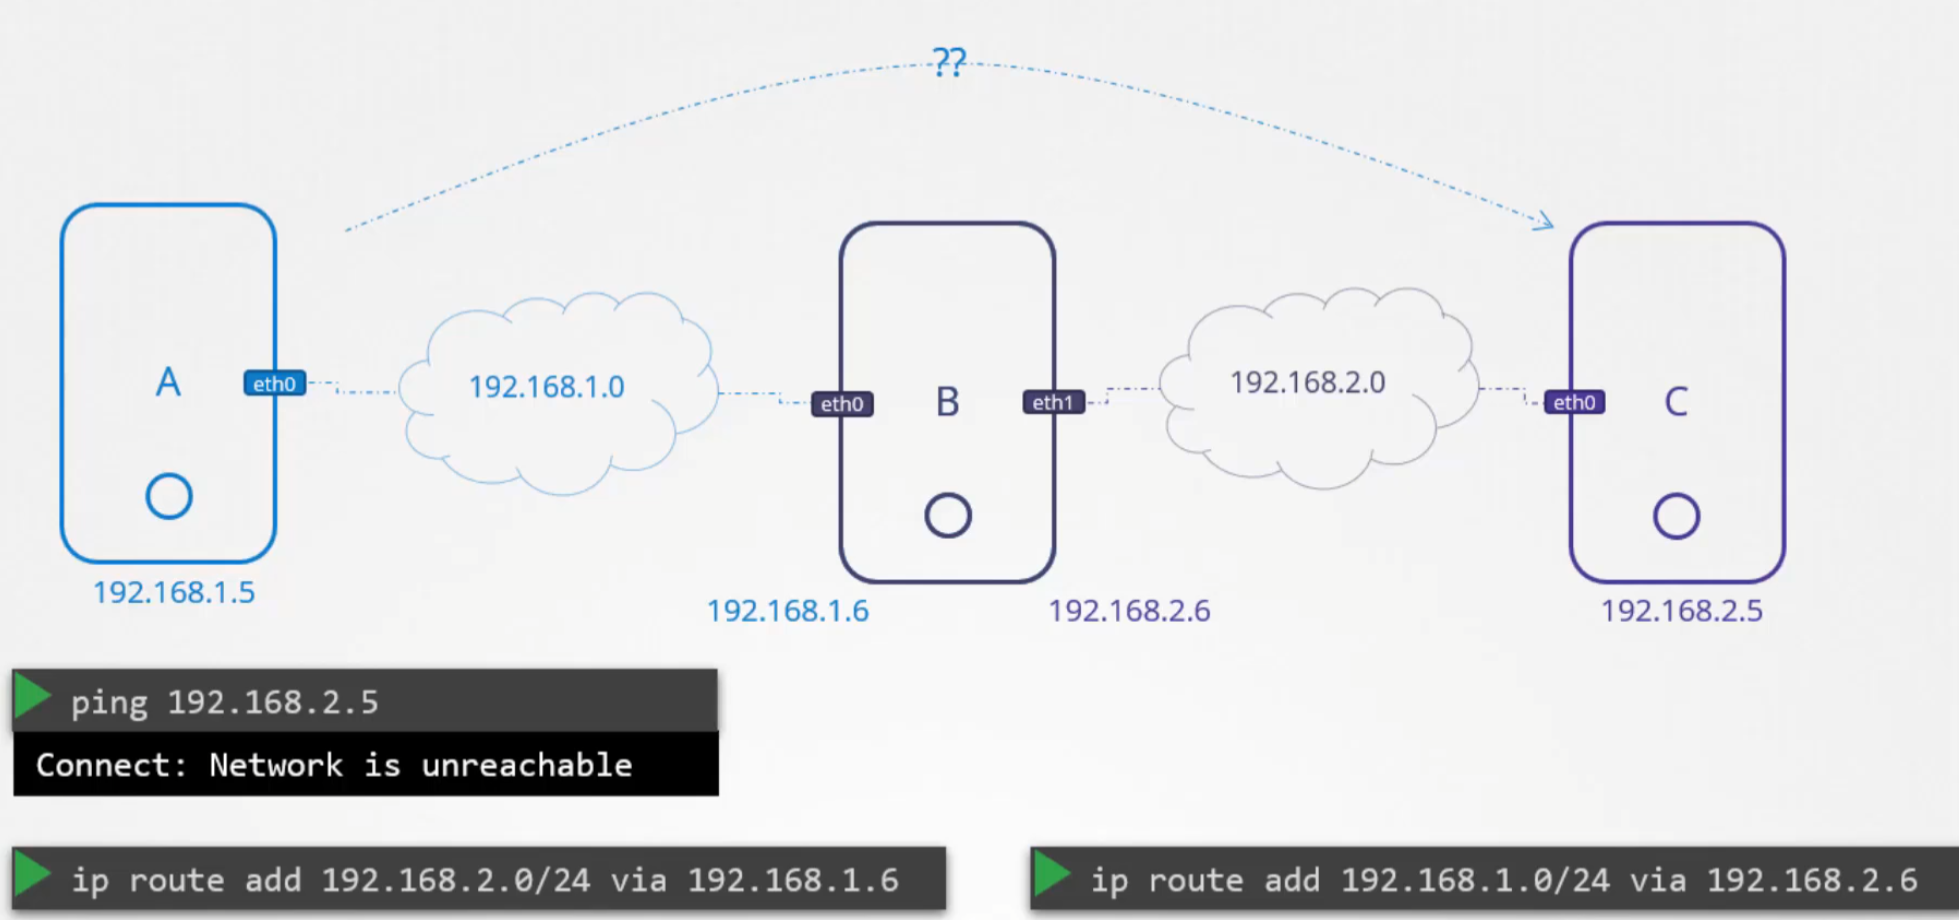 ??
A
eth0
192.168.1.0
eth0
B
eth1
192.168.2.0
eth0
C
192.168.1.5
192.168.1.6
192.168.2.6
192.168.2.5
ping 192.168.2.5
Connect: Network is unreachable
ip route add 192.168.2.0/24 via 192.168.1.6
ip route add 192.168.1.0/24 via 192.168.2.6